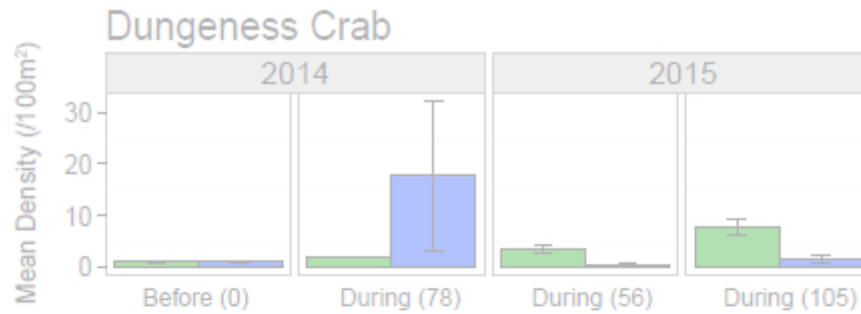 Dungeness Crab
2014 2015
Mean Density (/100m²)
30
20
10
0
Before (0) During (78) During (56) During (105)